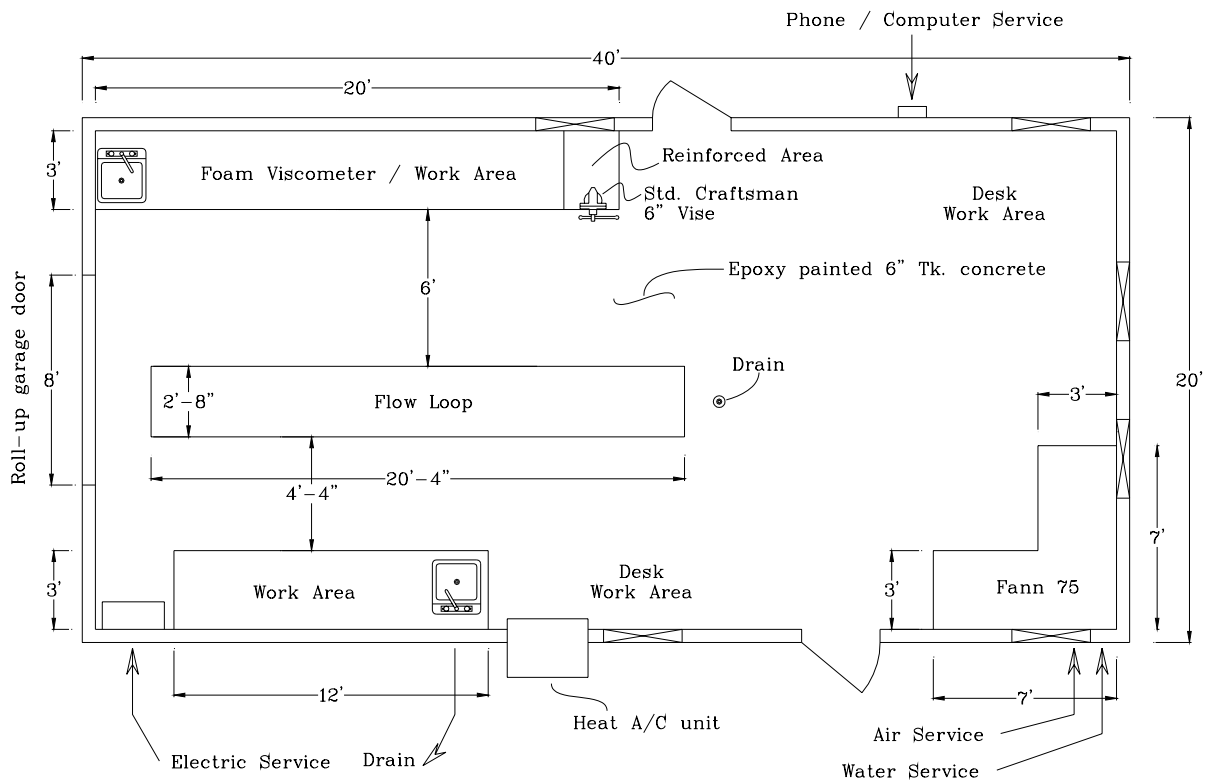 Phone / Computer Service
40'
20'
Reinforced Area
3'
Foam Viscometer / Work Area
Std. Craftsman
6" Vise
Desk
Work Area
Epoxy painted 6" Tk. concrete
6'
Roll-up garage door
8'
Drain
20'
2'-8"
Flow Loop
3'
20'-4"
4'-4"
7'
3'
Work Area
Desk
Work Area
3'
Fann 75
12'
7'
Heat A/C unit
Air Service
Electric Service
Drain
Water Service